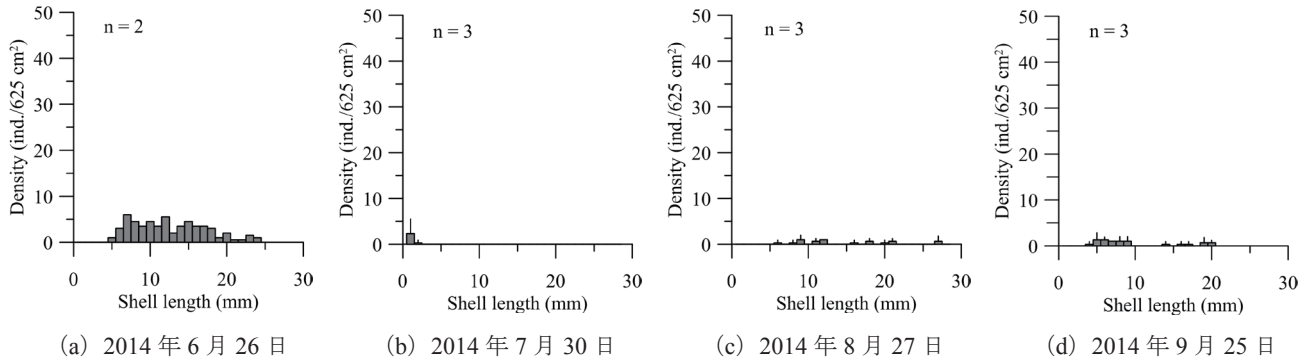 50
40
30
20
10
0
Density (ind./625 cm²)
n = 2
0
10
20
30
Shell length (mm)
(a) 2014 年 6 月 26 日
50
40
30
20
10
0
Density (ind./625 cm²)
n = 3
0
10
20
30
Shell length (mm)
(b) 2014 年 7 月 30 日
50
40
30
20
10
0
Density (ind./625 cm²)
n = 3
0
10
20
30
Shell length (mm)
(c) 2014 年 8 月 27 日
50
40
30
20
10
0
Density (ind./625 cm²)
n = 3
0
10
20
30
Shell length (mm)
(d) 2014 年 9 月 25 日